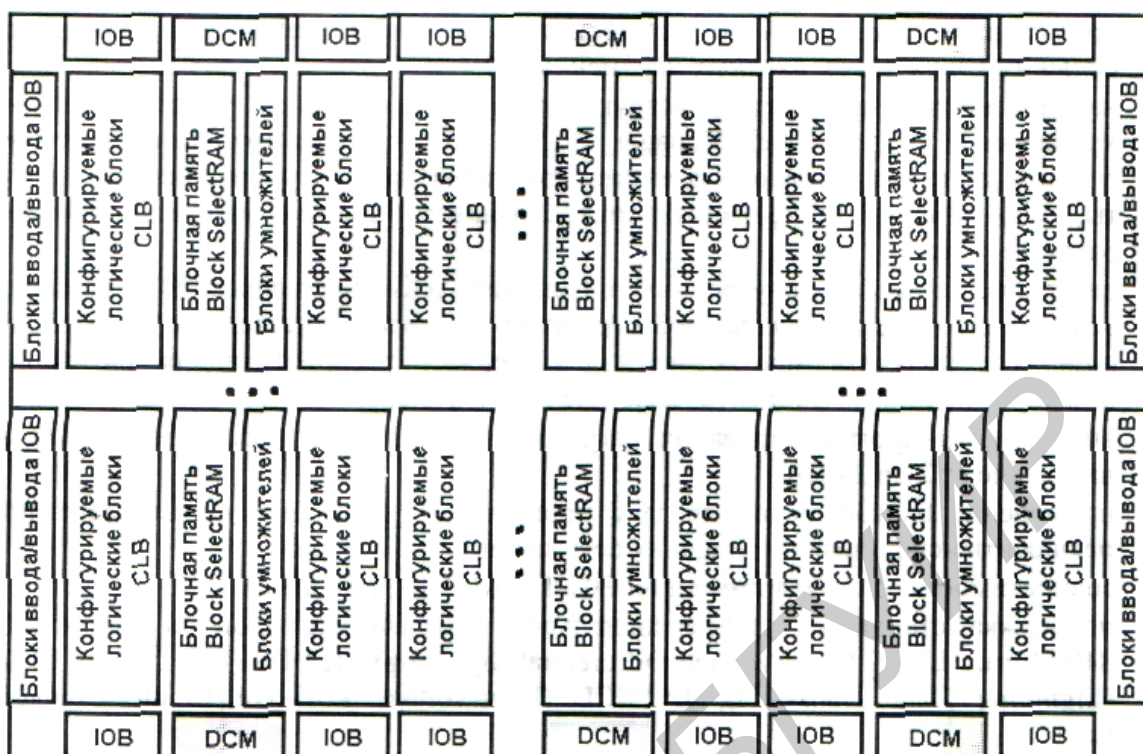 IOB DCM IOB IOB DCM IOB IOB DCM IOB
Блоки ввода/вывода IOB
Конфигурируемые
логические блоки
CLB
Блочная память
Block SelectRAM
Блоки умножителей
Конфигурируемые
логические блоки
CLB
Конфигурируемые
логические блоки
CLB
...
Блочная память
Block SelectRAM
Блоки умножителей
Конфигурируемые
логические блоки
CLB
Конфигурируемые
логические блоки
CLB
Блочная память
Block SelectRAM
Блоки умножителей
Конфигурируемые
логические блоки
CLB
Блоки ввода/вывода IOB
... ...
Блоки ввода/вывода IOB
Конфигурируемые
логические блоки
CLB
Блочная память
Block SelectRAM
Блоки умножителей
Конфигурируемые
логические блоки
CLB
Конфигурируемые
логические блоки
CLB
...
Блочная память
Block SelectRAM
Блоки умножителей
Конфигурируемые
логические блоки
CLB
Конфигурируемые
логические блоки
CLB
Блочная память
Block SelectRAM
Блоки умножителей
Конфигурируемые
логические блоки
CLB
Блоки ввода/вывода IOB
IOB DCM IOB IOB DCM IOB IOB DCM IOB
БГУИР